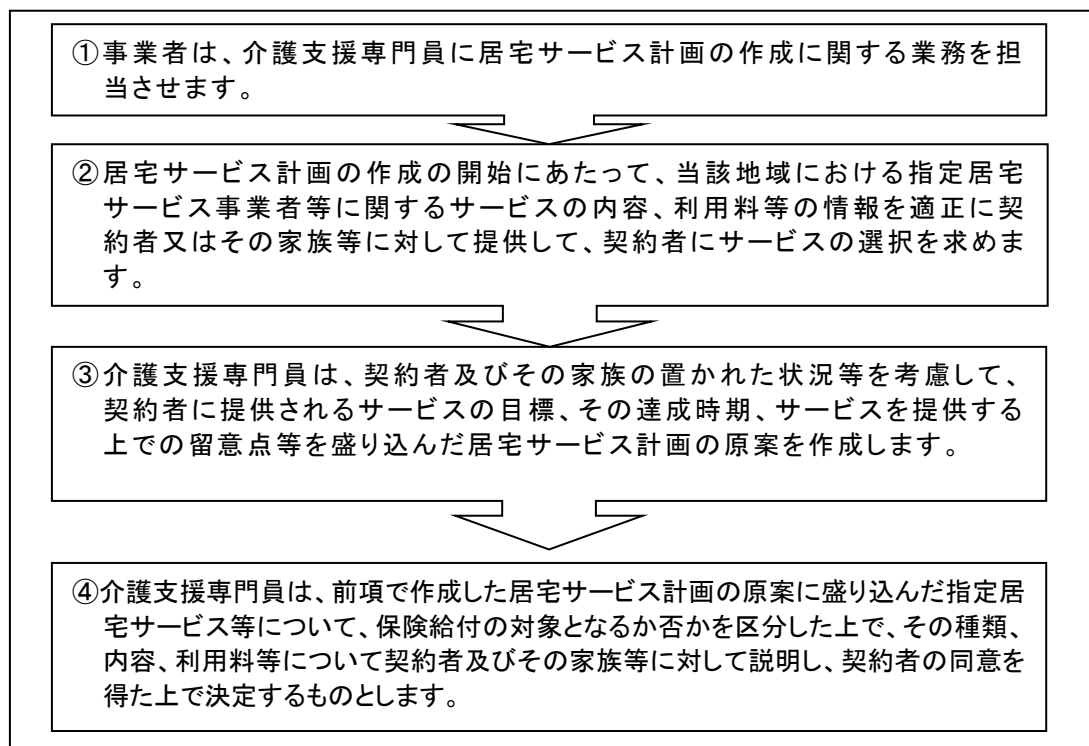 ①事業者は、介護支援専門員に居宅サービス計画の作成に関する業務を担
当させます。
②居宅サービス計画の作成の開始にあたって、当該地域における指定居宅
サービス事業者等に関するサービスの内容、利用料等の情報を適正に契
約者又はその家族等に対して提供して、契約者にサービスの選択を求めま
す。
③介護支援専門員は、契約者及びその家族の置かれた状況等を考慮して、
契約者に提供されるサービスの目標、その達成時期、サービスを提供する
上での留意点等を盛り込んだ居宅サービス計画の原案を作成します。
④介護支援専門員は、前項で作成した居宅サービス計画の原案に盛り込んだ指定居
宅サービス等について、保険給付の対象となるか否かを区分した上で、その種類、
内容、利用料等について契約者及びその家族等に対して説明し、契約者の同意を
得た上で決定するものとします。